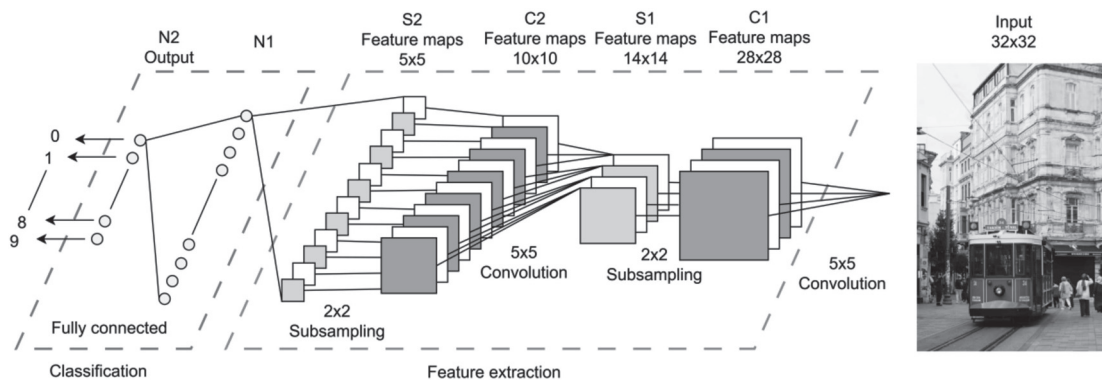 N2
Output
N1
S2
Feature maps
5x5
C2
Feature maps
10x10
S1
Feature maps
14x14
C1
Feature maps
28x28
Input
32x32
0
1
8
9
5x5
Convolution
2x2
Subsampling
5x5
Convolution
2x2
Subsampling
Fully connected
Classification
Feature extraction